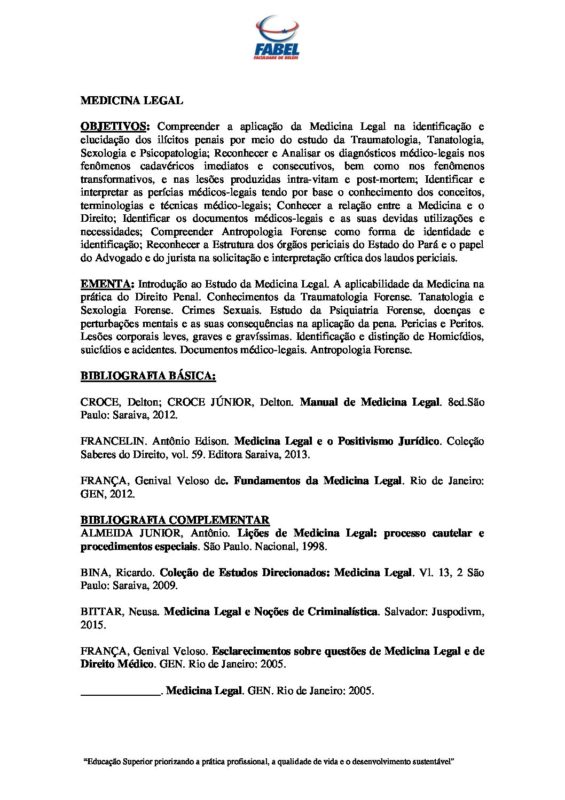 FABEL
FACULDADE DE BELÉM
MEDICINA LEGAL
OBJETIVOS: Compreender a aplicação da Medicina Legal na identificação e
elucidação dos ilícitos penais por meio do estudo da Traumatologia, Tanatologia,
Sexologia e Psicopatologia; Reconhecer e Analisar os diagnósticos médico-legais nos
fenômenos cadavéricos imediatos e consecutivos, bem como nos fenômenos
transformativos, e nas lesões produzidas intra-vitam e post-mortem; Identificar e
interpretar as perícias médicos-legais tendo por base o conhecimento dos conceitos,
terminologias e técnicas médico-legais; Conhecer a relação entre a Medicina e o
Direito; Identificar os documentos médicos-legais e as suas devidas utilizações e
necessidades; Compreender Antropologia Forense como forma de identidade e
identificação; Reconhecer a Estrutura dos órgãos periciais do Estado do Pará e o papel
do Advogado e do jurista na solicitação e interpretação crítica dos laudos periciais.
EMENTA: Introdução ao Estudo da Medicina Legal. A aplicabilidade da Medicina na
prática do Direito Penal. Conhecimentos da Traumatologia Forense. Tanatologia e
Sexologia Forense. Crimes Sexuais. Estudo da Psiquiatria Forense, doenças e
perturbações mentais e as suas consequências na aplicação da pena. Pericias e Peritos.
Lesões corporais leves, graves e gravíssimas. Identificação e distinção de Homicídios,
suicídios e acidentes. Documentos médico-legais. Antropologia Forense.
BIBLIOGRAFIA BÁSICA:
CROCE, Delton; CROCE JÚNIOR, Delton. Manual de Medicina Legal. 8ed.São
Paulo: Saraiva, 2012.
FRANCELIN. Antônio Edison. Medicina Legal e o Positivismo Jurídico. Coleção
Saberes do Direito, vol. 59. Editora Saraiva, 2013.
FRANÇA, Genival Veloso de. Fundamentos da Medicina Legal. Rio de Janeiro:
GEN, 2012.
BIBLIOGRAFIA COMPLEMENTAR
ALMEIDA JUNIOR, Antônio. Lições de Medicina Legal: processo cautelar e
procedimentos especiais. São Paulo. Nacional, 1998.
BINA, Ricardo. Coleção de Estudos Direcionados: Medicina Legal. Vl. 13, 2 São
Paulo: Saraiva, 2009.
BITTAR, Neusa. Medicina Legal e Noções de Criminalística. Salvador: Juspodivm,
2015.
FRANÇA, Genival Veloso. Esclarecimentos sobre questões de Medicina Legal e de
Direito Médico. GEN. Rio de Janeiro: 2005.
______________. Medicina Legal. GEN. Rio de Janeiro: 2005.
“Educação Superior priorizando a prática profissional, a qualidade de vida e o desenvolvimento sustentável”